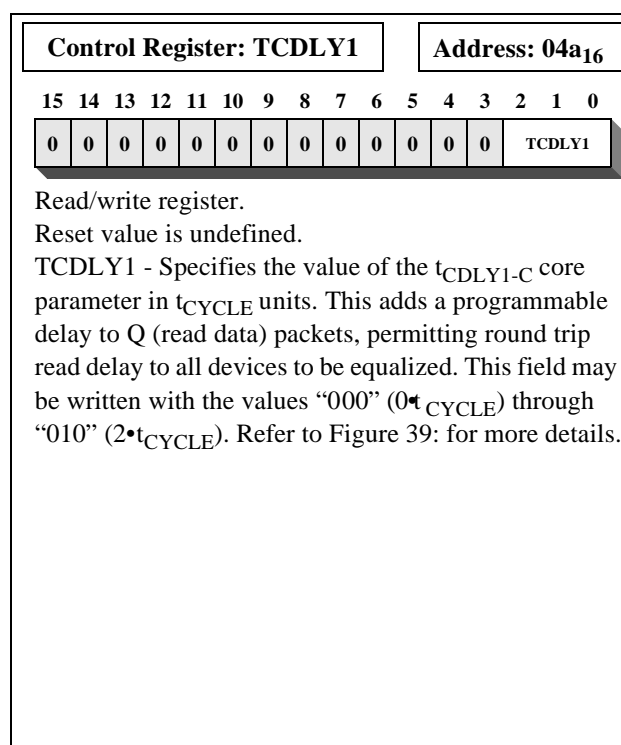 Control Register: TCDLY1
Address: 04a16
15 14 13 12 11 10 9 8 7 6 5 4 3 2 1 0
0 0 0 0 0 0 0 0 0 0 0 0 0 TCDLY1
Read/write register.
Reset value is undefined.
TCDLY1 - Specifies the value of the tCDLY1-C core
parameter in tCYCLE units. This adds a programmable
delay to Q (read data) packets, permitting round trip
read delay to all devices to be equalized. This field may
be written with the values “000” (0•tCYCLE) through
“010” (2•tCYCLE). Refer to Figure 39: for more details.